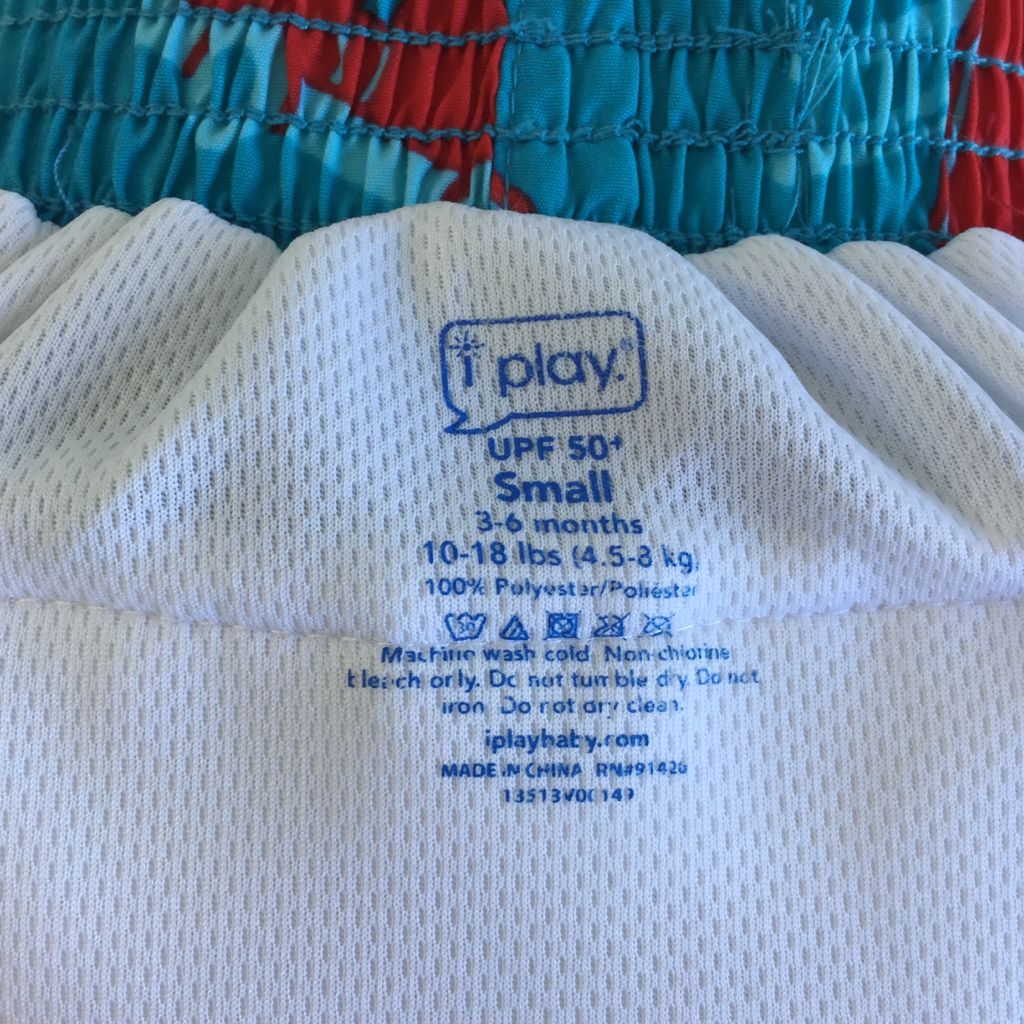 i play.®
UPF 50+
Small
3-6 months
10-18 lbs (4.5-8 kg)
100% Polyester/Poliéster
30
Machine wash cold. Non-chlorine
bleach only. Do not tumble dry. Do not
iron. Do not dry clean.
iplaybaby.com
MADE IN CHINA RN#91426